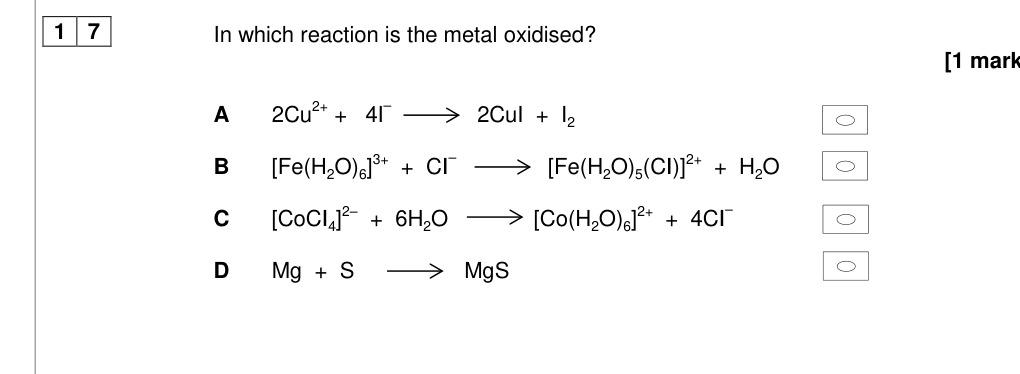 1 7 In which reaction is the metal oxidised?
[1 mark
A 2Cu²⁺ + 4I⁻ ⟶ 2CuI + I₂
B [Fe(H₂O)₆]³⁺ + Cl⁻ ⟶ [Fe(H₂O)₅(Cl)]²⁺ + H₂O
C [CoCl₄]²⁻ + 6H₂O ⟶ [Co(H₂O)₆]²⁺ + 4Cl⁻
D Mg + S ⟶ MgS